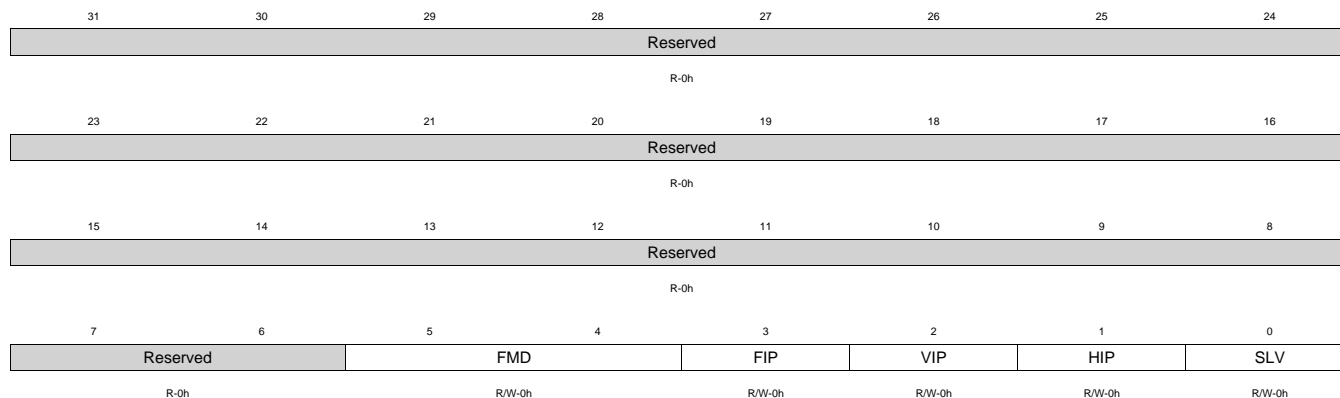 31 30 29 28 27 26 25 24
Reserved
R-0h
23 22 21 20 19 18 17 16
Reserved
R-0h
15 14 13 12 11 10 9 8
Reserved
R-0h
7 6 5 4 3 2 1 0
Reserved FMD FIP VIP HIP SLV
R-0h R/W-0h R/W-0h R/W-0h R/W-0h R/W-0h